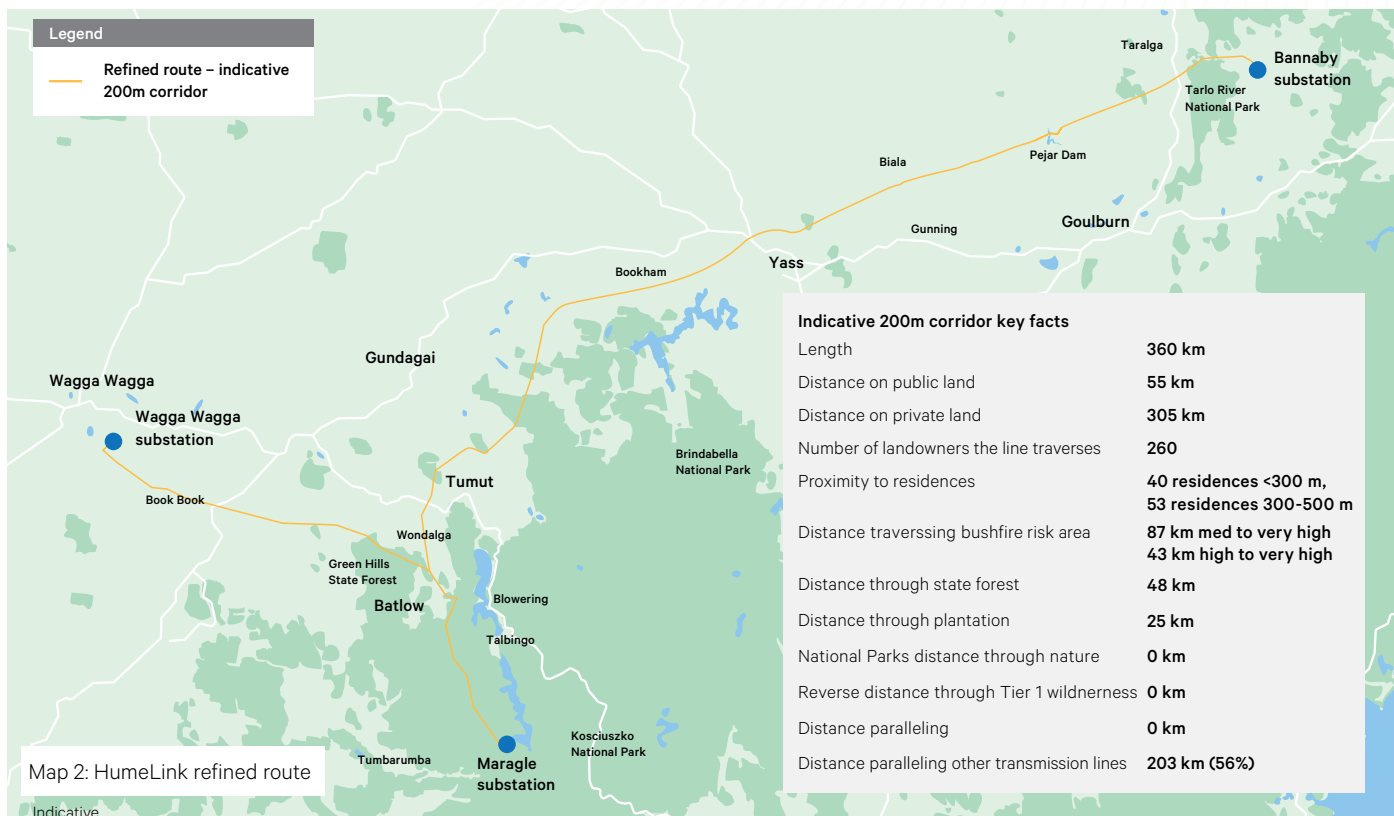 Legend
Refined route – indicative
200m corridor
Taralga
Bannaby
substation
Tarlo River
National Park
Pejar Dam
Biala
Goulburn
Gunning
Yass
Bookham
Gundagai
Wagga Wagga
Wagga Wagga
substation
Book Book
Brindabella
National Park
Tumut
Wondalga
Green Hills
State Forest
Batlow
Blowering
Talbingo
Kosciuszko
National Park
Tumbarumba
Maragle
substation
Indicative 200m corridor key facts
Length 360 km
Distance on public land 55 km
Distance on private land 305 km
Number of landowners the line traverses 260
Proximity to residences 40 residences <300 m,
53 residences 300-500 m
Distance traverssing bushfire risk area 87 km med to very high
43 km high to very high
Distance through state forest 48 km
Distance through plantation 25 km
National Parks distance through nature 0 km
Reverse distance through Tier 1 wildnerness 0 km
Distance paralleling 0 km
Distance paralleling other transmission lines 203 km (56%)
Map 2: HumeLink refined route
Indicative